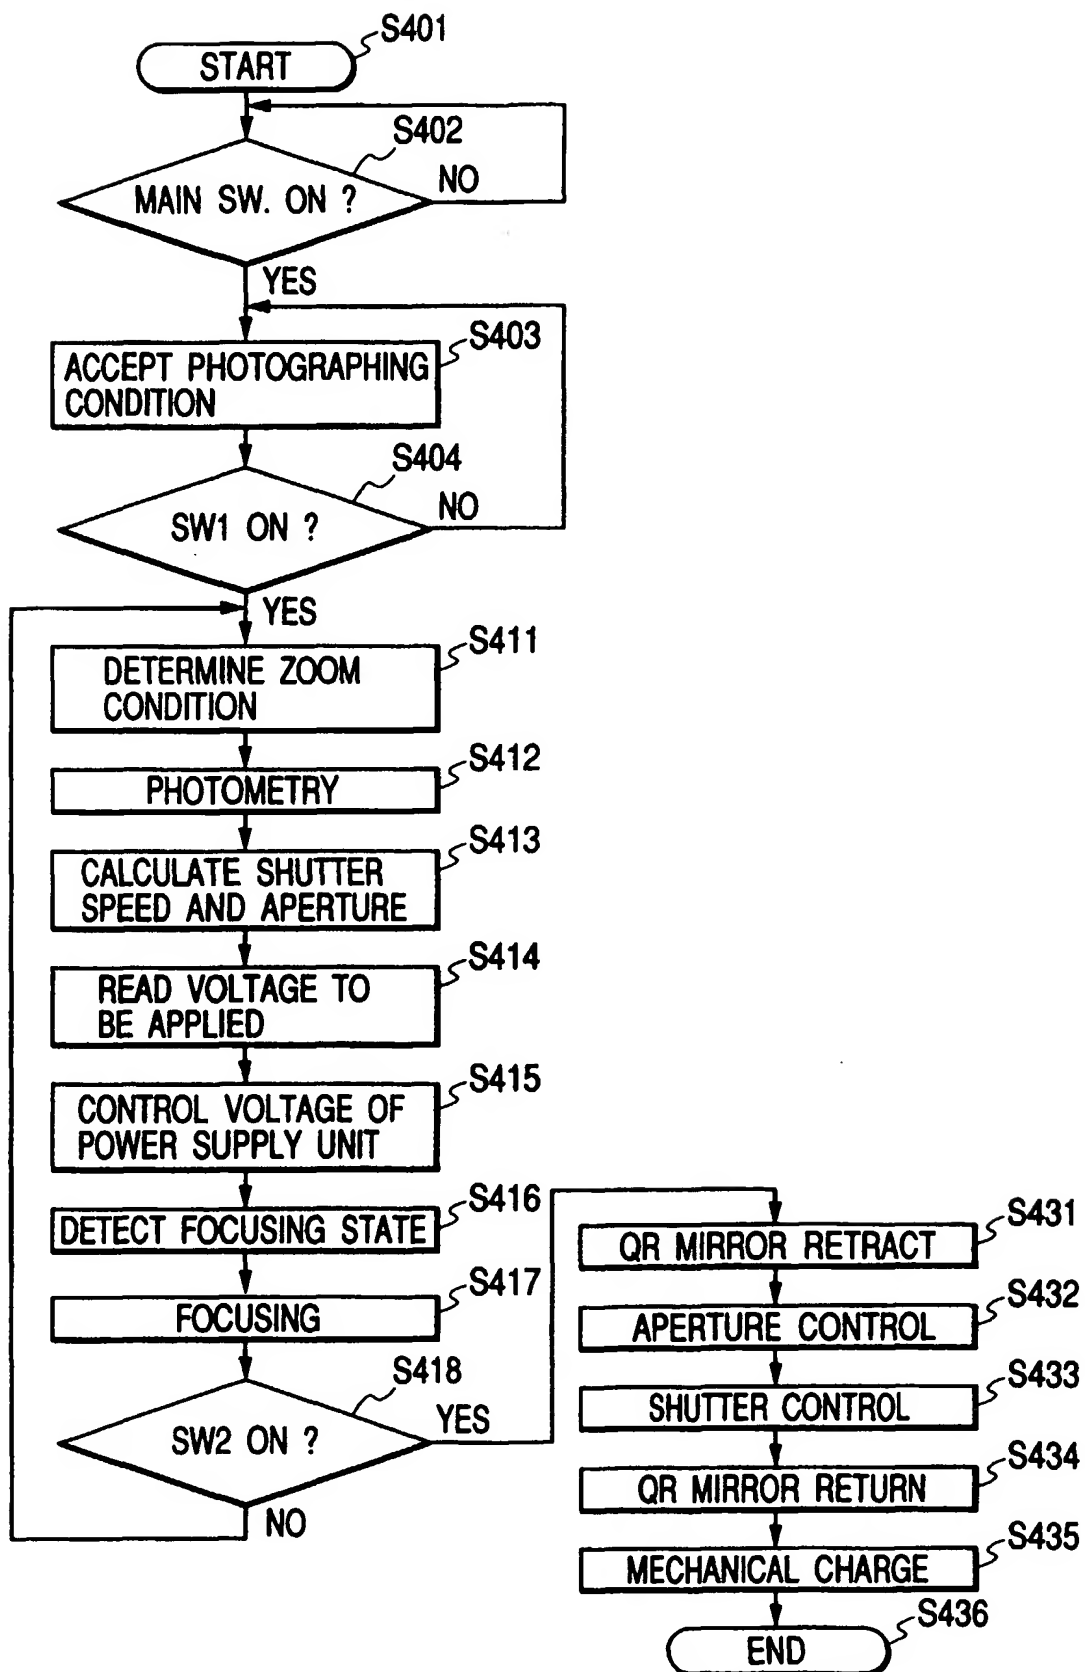 S401
START
S402
MAIN SW. ON ?
NO
YES
S403
ACCEPT PHOTOGRAPHING
CONDITION
S404
SW1 ON ?
NO
YES
S411
DETERMINE ZOOM
CONDITION
S412
PHOTOMETRY
S413
CALCULATE SHUTTER
SPEED AND APERTURE
S414
READ VOLTAGE TO
BE APPLIED
S415
CONTROL VOLTAGE OF
POWER SUPPLY UNIT
S416
DETECT FOCUSING STATE
S417
FOCUSING
S418
SW2 ON ?
YES
NO
S431
QR MIRROR RETRACT
S432
APERTURE CONTROL
S433
SHUTTER CONTROL
S434
QR MIRROR RETURN
S435
MECHANICAL CHARGE
S436
END